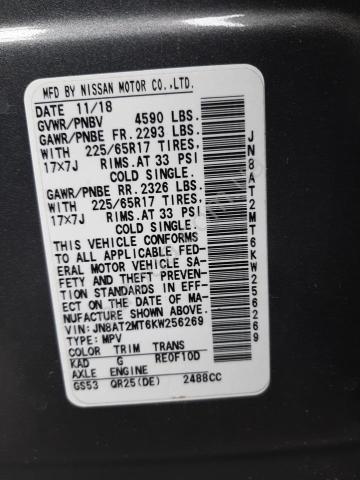 MFD BY NISSAN MOTOR CO.,LTD.
DATE 11/18
GVWR/PNBV 4590 LBS.
GAWR/PNBE FR. 2293 LBS.
WITH 225/65R17 TIRES,
17X7J RIMS.AT 33 PSI
COLD SINGLE.
GAWR/PNBE RR. 2326 LBS.
WITH 225/65R17 TIRES,
17X7J RIMS.AT 33 PSI
COLD SINGLE.
THIS VEHICLE CONFORMS
TO ALL APPLICABLE FED-
ERAL MOTOR VEHICLE SA-
FETY AND THEFT PREVEN-
TION STANDARDS IN EFF-
ECT ON THE DATE OF MA-
NUFACTURE SHOWN ABOVE.
VIN: JN8AT2MT6KW256269
TYPE: MPV
COLOR TRIM TRANS
KAD G RE0F10D
AXLE ENGINE
GS53 QR25(DE) 2488CC
JN8AT2MT6KW256269